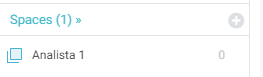 Spaces (1) »
Analista 1 0